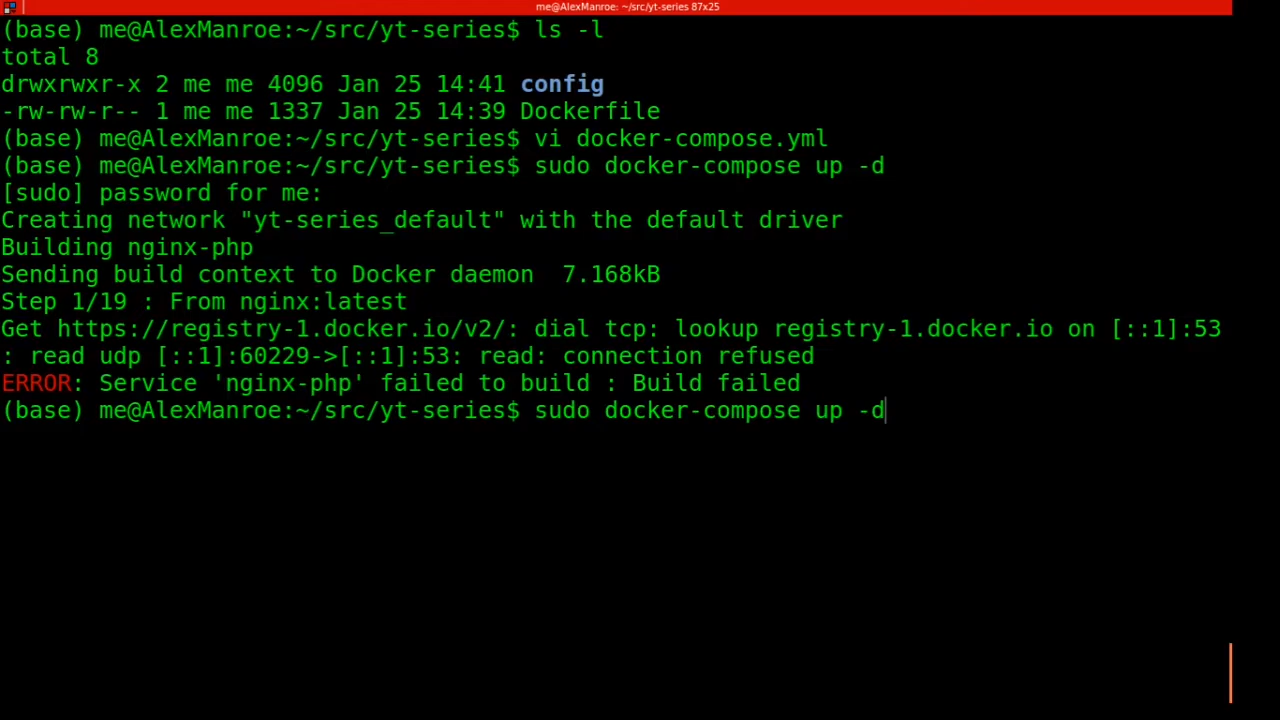 me@AlexManroe: ~/src/yt-series 87x25
(base) me@AlexManroe:~/src/yt-series$ ls -l
total 8
drwxrwxr-x 2 me me 4096 Jan 25 14:41 config
-rw-rw-r-- 1 me me 1337 Jan 25 14:39 Dockerfile
(base) me@AlexManroe:~/src/yt-series$ vi docker-compose.yml
(base) me@AlexManroe:~/src/yt-series$ sudo docker-compose up -d
[sudo] password for me:
Creating network "yt-series_default" with the default driver
Building nginx-php
Sending build context to Docker daemon  7.168kB
Step 1/19 : From nginx:latest
Get https://registry-1.docker.io/v2/: dial tcp: lookup registry-1.docker.io on [::1]:53
: read udp [::1]:60229->[::1]:53: read: connection refused
ERROR: Service 'nginx-php' failed to build : Build failed
(base) me@AlexManroe:~/src/yt-series$ sudo docker-compose up -d